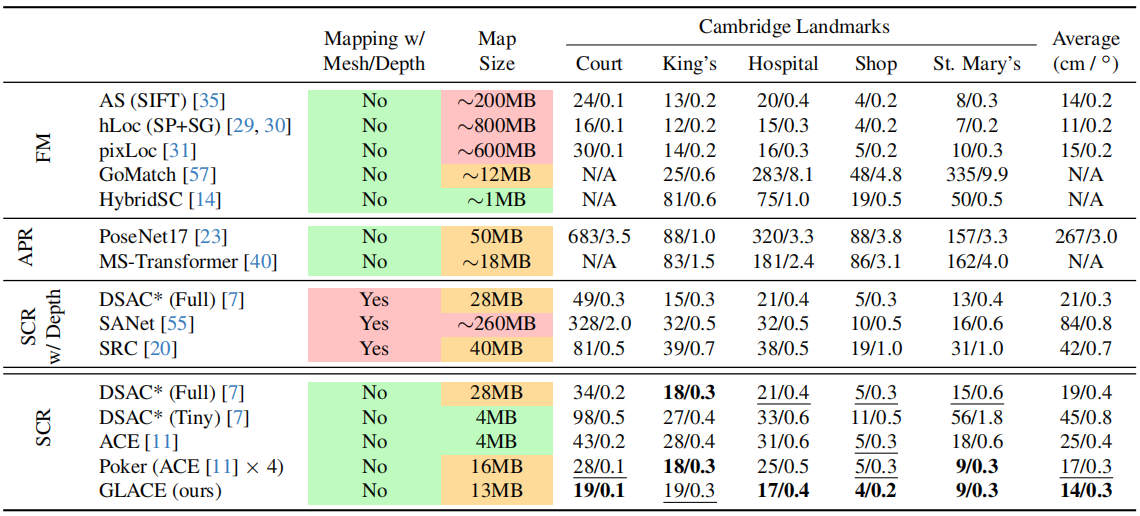 Mapping w/ Mesh/Depth Map Size Cambridge Landmarks Average (cm / °)
Court King's Hospital Shop St. Mary's
FM
AS (SIFT) [35] No ∼200MB 24/0.1 13/0.2 20/0.4 4/0.2 8/0.3 14/0.2
hLoc (SP+SG) [29, 30] No ∼800MB 16/0.1 12/0.2 15/0.3 4/0.2 7/0.2 11/0.2
pixLoc [31] No ∼600MB 30/0.1 14/0.2 16/0.3 5/0.2 10/0.3 15/0.2
GoMatch [57] No ∼12MB N/A 25/0.6 283/8.1 48/4.8 335/9.9 N/A
HybridSC [14] No ∼1MB N/A 81/0.6 75/1.0 19/0.5 50/0.5 N/A
APR
PoseNet17 [23] No 50MB 683/3.5 88/1.0 320/3.3 88/3.8 157/3.3 267/3.0
MS-Transformer [40] No ∼18MB N/A 83/1.5 181/2.4 86/3.1 162/4.0 N/A
SCR w/ Depth
DSAC* (Full) [7] Yes 28MB 49/0.3 15/0.3 21/0.4 5/0.3 13/0.4 21/0.3
SANet [55] Yes ∼260MB 328/2.0 32/0.5 32/0.5 10/0.5 16/0.6 84/0.8
SRC [20] Yes 40MB 81/0.5 39/0.7 38/0.5 19/1.0 31/1.0 42/0.7
SCR
DSAC* (Full) [7] No 28MB 34/0.2 18/0.3 21/0.4 5/0.3 15/0.6 19/0.4
DSAC* (Tiny) [7] No 4MB 98/0.5 27/0.4 33/0.6 11/0.5 56/1.8 45/0.8
ACE [11] No 4MB 43/0.2 28/0.4 31/0.6 5/0.3 18/0.6 25/0.4
Poker (ACE [11] × 4) No 16MB 28/0.1 18/0.3 25/0.5 5/0.3 9/0.3 17/0.3
GLACE (ours) No 13MB 19/0.1 19/0.3 17/0.4 4/0.2 9/0.3 14/0.3